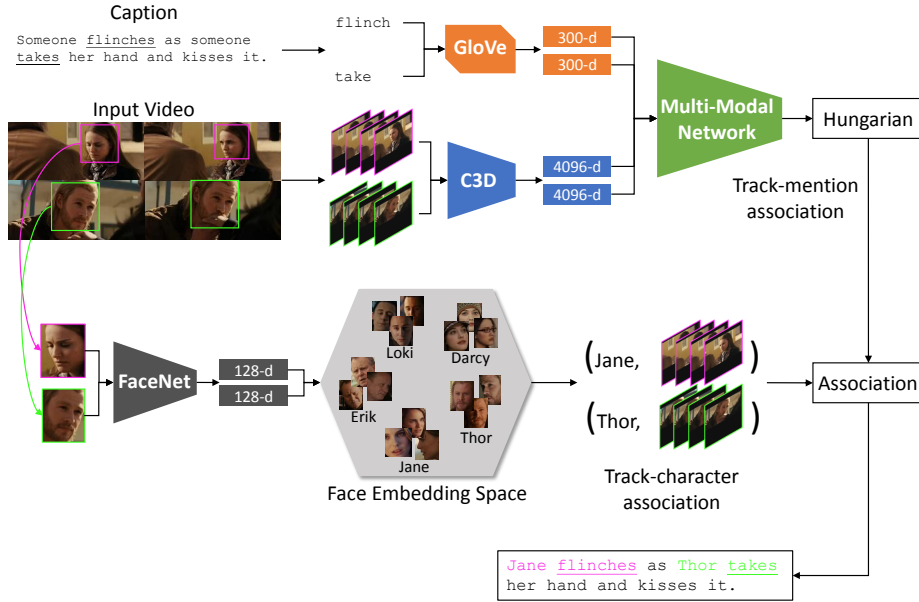 Caption
Someone flinches as someone
takes her hand and kisses it.
flinch
take
GloVe
300-d
300-d
Input Video
C3D
4096-d
4096-d
Multi-Modal
Network
Hungarian
Track-mention
association
FaceNet
128-d
128-d
Loki
Darcy
Erik
Thor
Jane
Face Embedding Space
(Jane, )
(Thor, )
Track-character
association
Association
Jane flinches as Thor takes
her hand and kisses it.